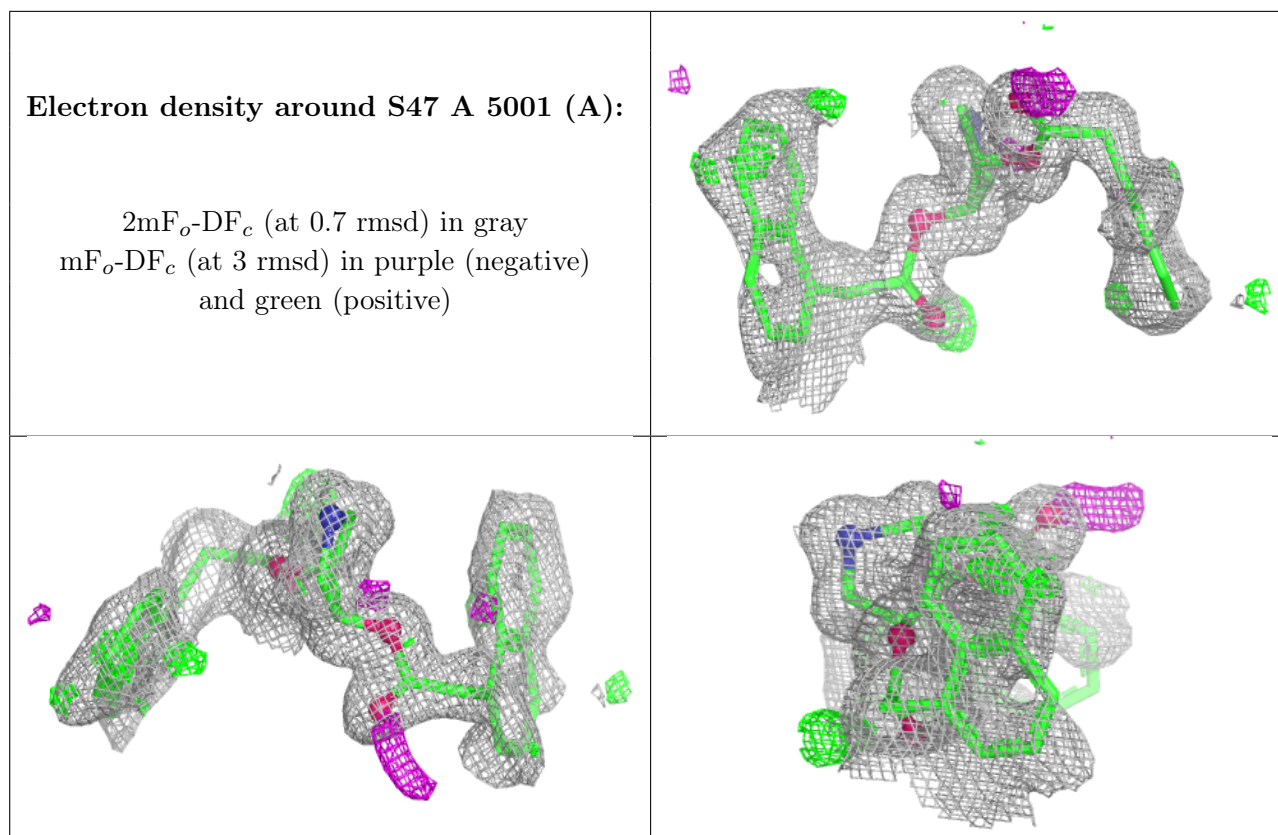 Electron density around S47 A 5001 (A):
2mFo-DFc (at 0.7 rmsd) in gray
mFo-DFc (at 3 rmsd) in purple (negative)
and green (positive)